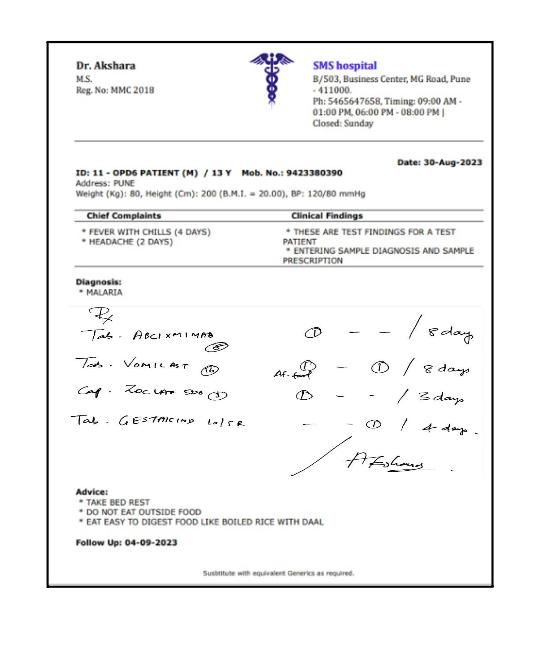 Dr. Akshara
M.S.
Reg. No: MMC 2018
SMS hospital
B/503, Business Center, MG Road, Pune
- 411000.
Ph: 5465647658, Timing: 09:00 AM -
01:00 PM, 06:00 PM - 08:00 PM |
Closed: Sunday
Date: 30-Aug-2023
ID: 11 - OPD6 PATIENT (M) / 13 Y Mob. No.: 9423380390
Address: PUNE
Weight (Kg): 80, Height (Cm): 200 (B.M.I. = 20.00), BP: 120/80 mmHg
Chief Complaints Clinical Findings
* FEVER WITH CHILLS (4 DAYS)
* HEADACHE (2 DAYS)
* THESE ARE TEST FINDINGS FOR A TEST
PATIENT
* ENTERING SAMPLE DIAGNOSIS AND SAMPLE
PRESCRIPTION
Diagnosis:
* MALARIA
Rx
Tab. ABCIXMIMAB (8) 1 - - / 8 day
Tab. VOMILAST (16) 1 - 1 / 8 days
Cap. ZOCLAR 500 (3) 1 - - / 3 days
Tab. GESTAKIND 10/SR - - 1 / 4 days.
Akshara
Advice:
* TAKE BED REST
* DO NOT EAT OUTSIDE FOOD
* EAT EASY TO DIGEST FOOD LIKE BOILED RICE WITH DAAL
Follow Up: 04-09-2023
Susbtitute with equivalent Generics as required.